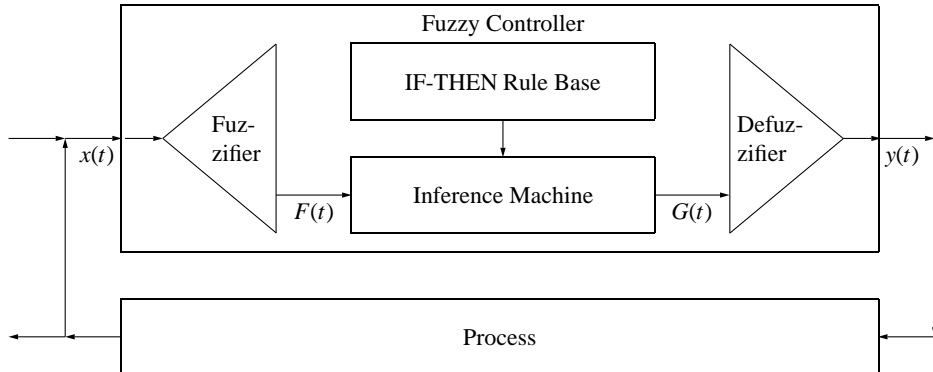 Fuzzy Controller
IF-THEN Rule Base
Fuz-
zifier
Defuz-
zifier
x(t)
y(t)
Inference Machine
F(t)
G(t)
Process